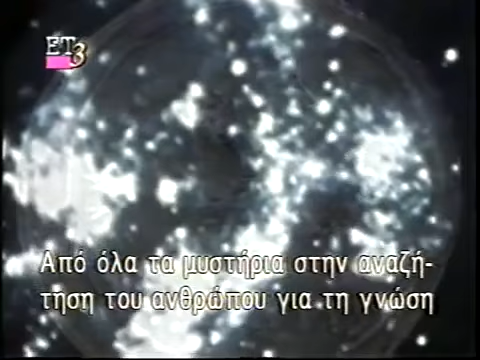 ET3
Από όλα τα μυστήρια στην αναζή-
τηση του ανθρώπου για τη γνώση